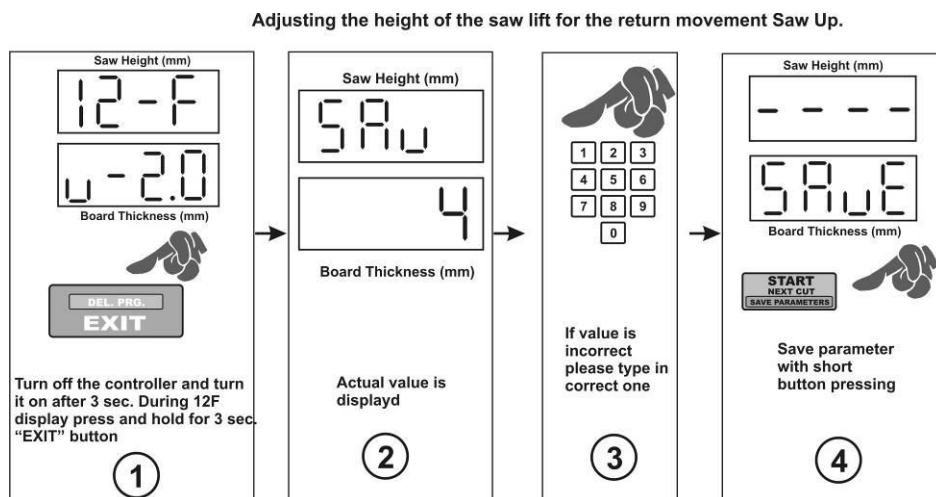 Adjusting the height of the saw lift for the return movement Saw Up.
Saw Height (mm)
12-F
u-2.0
Board Thickness (mm)
DEL. PRG.
EXIT
Turn off the controller and turn
it on after 3 sec. During 12F
display press and hold for 3 sec.
“EXIT” button
1
Saw Height (mm)
SAu
4
Board Thickness (mm)
Actual value is
displayd
2
1 2 3
4 5 6
7 8 9
0
If value is
incorrect
please type in
correct one
3
Saw Height (mm)
- - - -
SAuE
Board Thickness (mm)
START
NEXT CUT
SAVE PARAMETERS
Save parameter
with short
button pressing
4